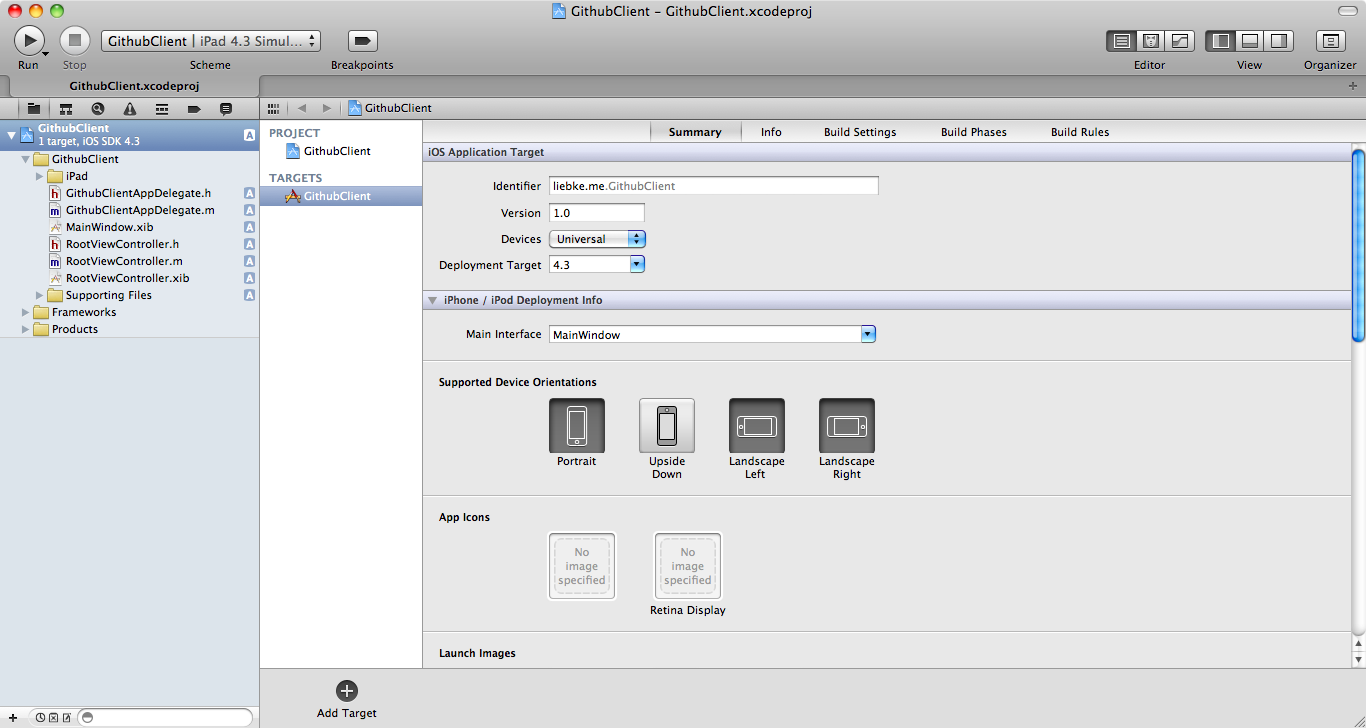 GithubClient – GithubClient.xcodeproj
GithubClient | iPad 4.3 Simul...
Run
Stop
Scheme
Breakpoints
Editor
View
Organizer
GithubClient.xcodeproj
GithubClient
GithubClient
1 target, iOS SDK 4.3
A
GithubClient
iPad
h GithubClientAppDelegate.h A
m GithubClientAppDelegate.m A
MainWindow.xib A
h RootViewController.h A
m RootViewController.m A
RootViewController.xib A
Supporting Files A
Frameworks
Products
PROJECT
GithubClient
TARGETS
GithubClient
Summary
Info
Build Settings
Build Phases
Build Rules
iOS Application Target
Identifier liebke.me.GithubClient
Version 1.0
Devices Universal
Deployment Target 4.3
iPhone / iPod Deployment Info
Main Interface MainWindow
Supported Device Orientations
Portrait
Upside
Down
Landscape
Left
Landscape
Right
App Icons
No
image
specified
No
image
specified
Retina Display
Launch Images
Add Target